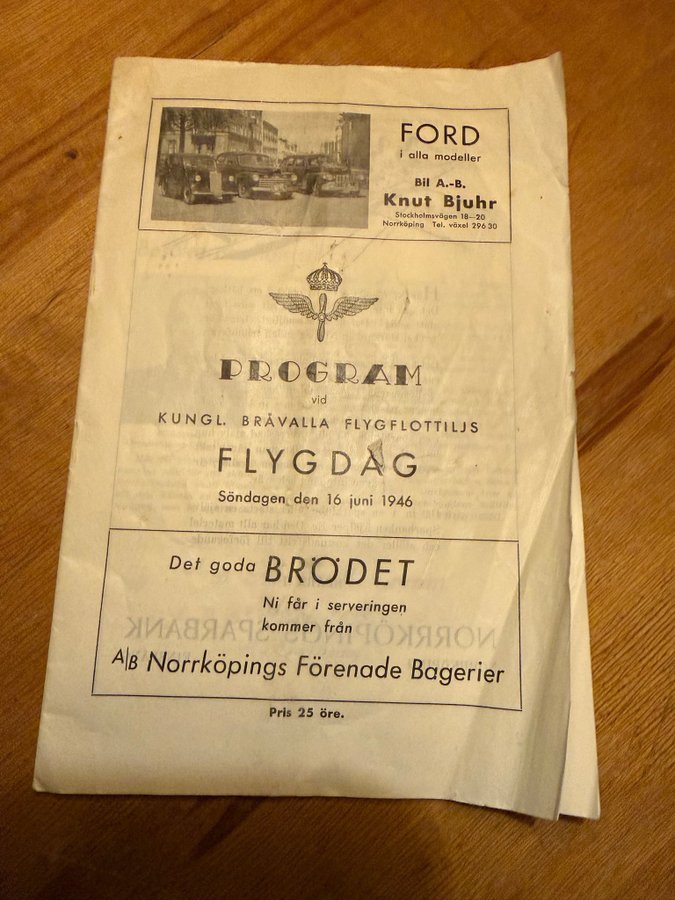 FORD
i alla modeller
Bil A.-B.
Knut Bjuhr
Stockholmsvägen 18—20
Norrköping Tel. växel 296 30
PROGRAM
vid
KUNGL. BRÅVALLA FLYGFLOTTILJS
FLYGDAG
Söndagen den 16 juni 1946
Det goda BRÖDET
Ni får i serveringen
kommer från
A/B Norrköpings Förenade Bagerier
NORRKÖPINGS SPARBANK
Pris 25 öre.